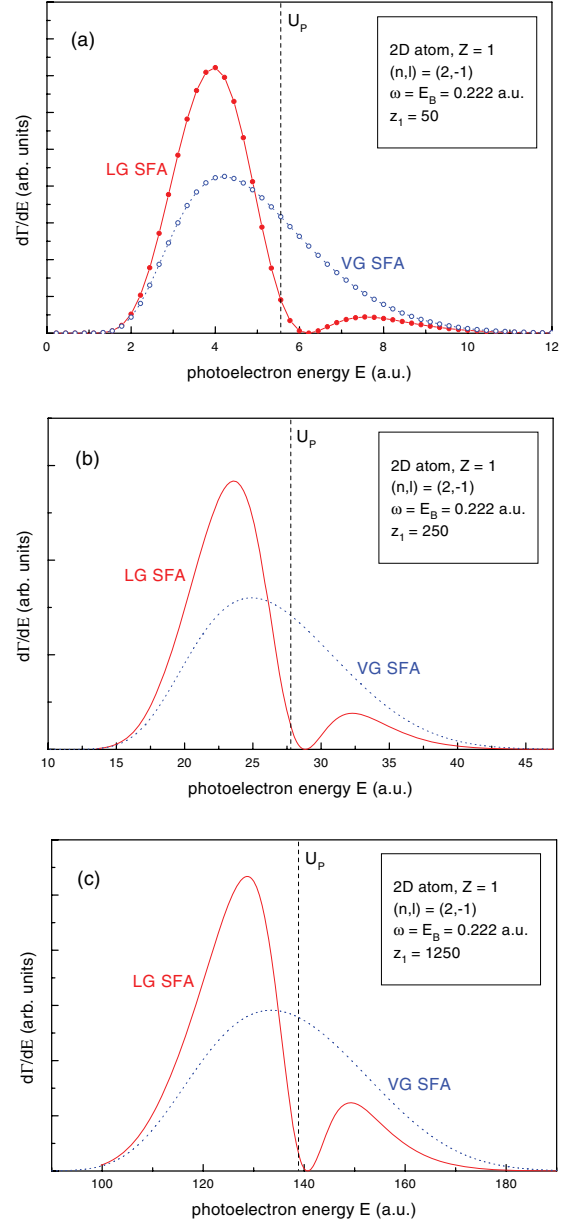 (a)
U_P
2D atom, Z = 1
(n,l) = (2,-1)
ω = E_B = 0.222 a.u.
z_1 = 50
LG SFA
VG SFA
dΓ/dE (arb. units)
0 2 4 6 8 10 12
photoelectron energy E (a.u.)
(b)
U_P
2D atom, Z = 1
(n,l) = (2,-1)
ω = E_B = 0.222 a.u.
z_1 = 250
LG SFA
VG SFA
dΓ/dE (arb. units)
10 15 20 25 30 35 40 45
photoelectron energy E (a.u.)
(c)
U_P
2D atom, Z = 1
(n,l) = (2,-1)
ω = E_B = 0.222 a.u.
z_1 = 1250
LG SFA
VG SFA
dΓ/dE (arb. units)
100 120 140 160 180
photoelectron energy E (a.u.)